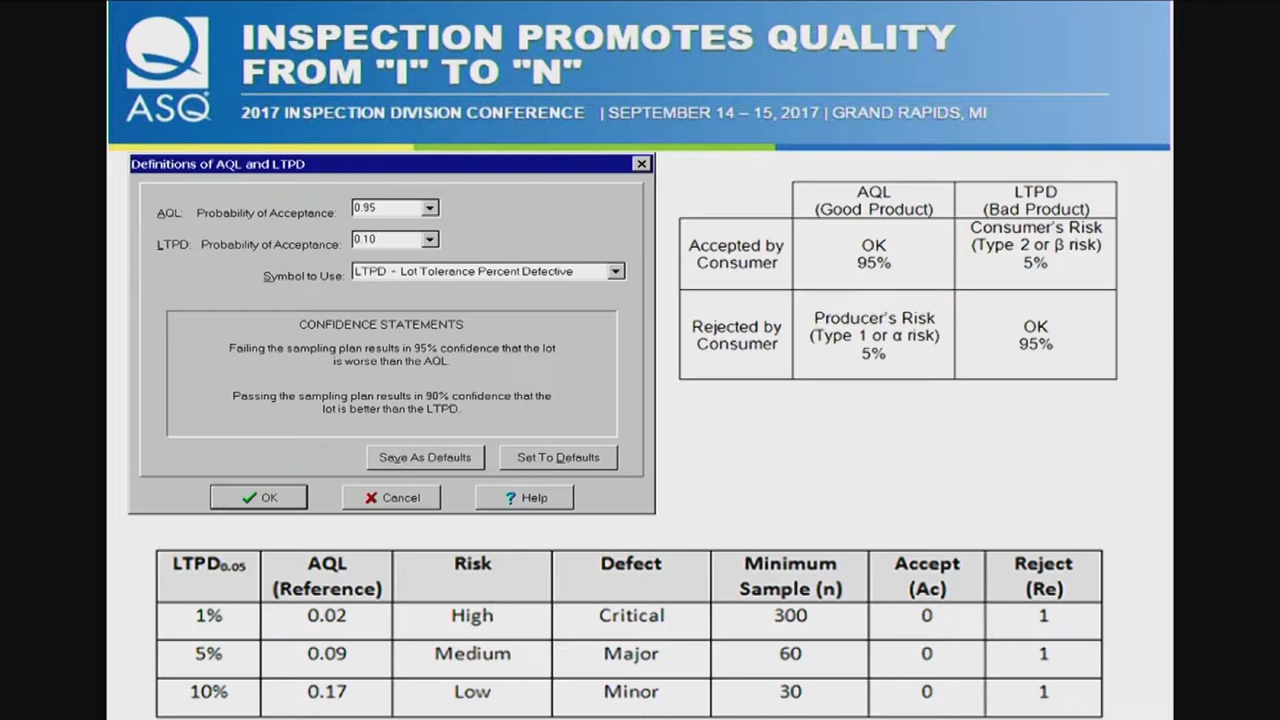 INSPECTION PROMOTES QUALITY
FROM "I" TO "N"
ASQ
2017 INSPECTION DIVISION CONFERENCE | SEPTEMBER 14 – 15, 2017 | GRAND RAPIDS, MI
Definitions of AQL and LTPD
AQL: Probability of Acceptance: 0.95
LTPD: Probability of Acceptance: 0.10
Symbol to Use: LTPD - Lot Tolerance Percent Defective
CONFIDENCE STATEMENTS
Failing the sampling plan results in 95% confidence that the lot
is worse than the AQL.
Passing the sampling plan results in 90% confidence that the
lot is better than the LTPD.
Save As Defaults Set To Defaults
OK Cancel ? Help
AQL LTPD
(Good Product) (Bad Product)
Accepted by
Consumer
OK
95%
Consumer's Risk
(Type 2 or β risk)
5%
Rejected by
Consumer
Producer's Risk
(Type 1 or α risk)
5%
OK
95%
LTPD0.05 AQL Risk Defect Minimum Accept Reject
(Reference) Sample (n) (Ac) (Re)
1% 0.02 High Critical 300 0 1
5% 0.09 Medium Major 60 0 1
10% 0.17 Low Minor 30 0 1